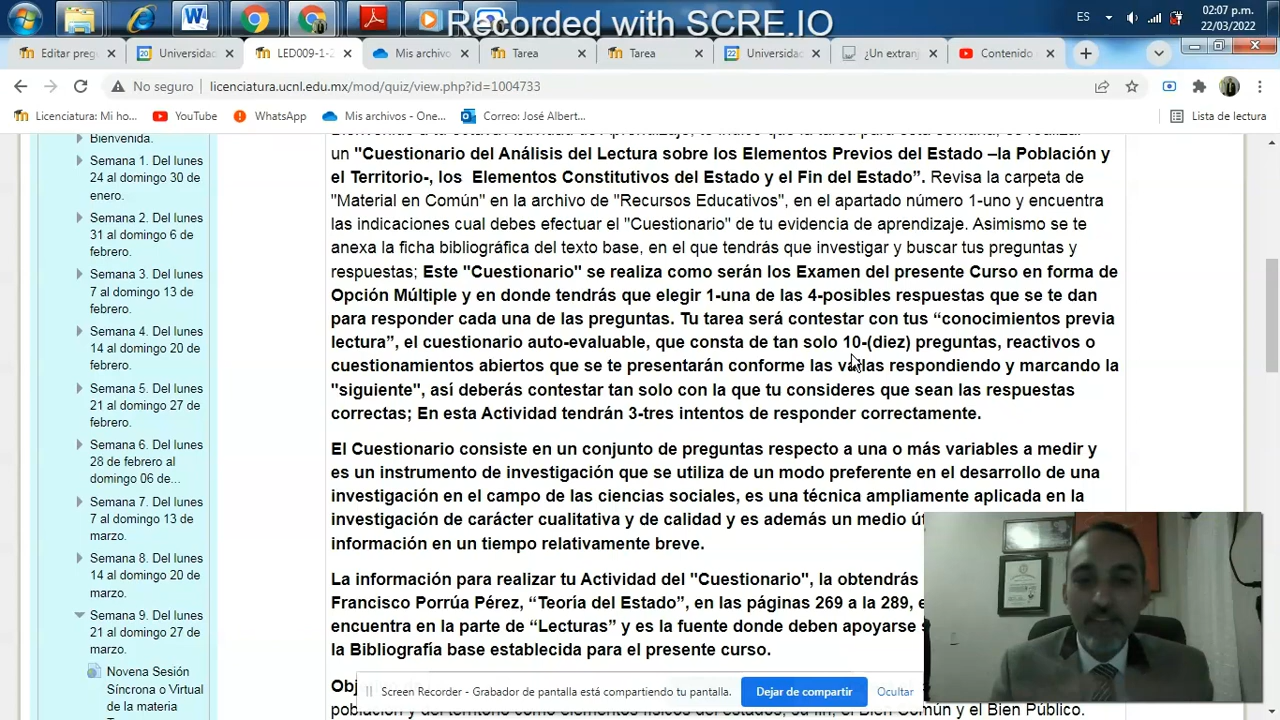 Recorded with SCRE.IO
ES
02:07 p.m.
22/03/2022
Editar preg
Universidad
LED009-1-2
Mis archivo
Tarea
Tarea
Universidad
¿Un extranj
Contenido
No seguro
licenciatura.ucnl.edu.mx/mod/quiz/view.php?id=1004733
Licenciatura: Mi ho...
YouTube
WhatsApp
Mis archivos - One...
Correo: José Albert...
Lista de lectura
Bienvenida.
Semana 1. Del lunes
24 al domingo 30 de
enero.
Semana 2. Del lunes
31 al domingo 6 de
febrero.
Semana 3. Del lunes
7 al domingo 13 de
febrero.
Semana 4. Del lunes
14 al domingo 20 de
febrero.
Semana 5. Del lunes
21 al domingo 27 de
febrero.
Semana 6. Del lunes
28 de febrero al
domingo 06 de...
Semana 7. Del lunes
7 al domingo 13 de
marzo.
Semana 8. Del lunes
14 al domingo 20 de
marzo.
Semana 9. Del lunes
21 al domingo 27 de
marzo.
Novena Sesión
Síncrona o Virtual
de la materia
un "Cuestionario del Análisis del Lectura sobre los Elementos Previos del Estado –la Población y
el Territorio-, los Elementos Constitutivos del Estado y el Fin del Estado”. Revisa la carpeta de
"Material en Común" en la archivo de "Recursos Educativos", en el apartado número 1-uno y encuentra
las indicaciones cual debes efectuar el "Cuestionario" de tu evidencia de aprendizaje. Asimismo se te
anexa la ficha bibliográfica del texto base, en el que tendrás que investigar y buscar tus preguntas y
respuestas; Este "Cuestionario" se realiza como serán los Examen del presente Curso en forma de
Opción Múltiple y en donde tendrás que elegir 1-una de las 4-posibles respuestas que se te dan
para responder cada una de las preguntas. Tu tarea será contestar con tus “conocimientos previa
lectura”, el cuestionario auto-evaluable, que consta de tan solo 10-(diez) preguntas, reactivos o
cuestionamientos abiertos que se te presentarán conforme las vallas respondiendo y marcando la
"siguiente", así deberás contestar tan solo con la que tu consideres que sean las respuestas
correctas; En esta Actividad tendrán 3-tres intentos de responder correctamente.
El Cuestionario consiste en un conjunto de preguntas respecto a una o más variables a medir y
es un instrumento de investigación que se utiliza de un modo preferente en el desarrollo de una
investigación en el campo de las ciencias sociales, es una técnica ampliamente aplicada en la
investigación de carácter cualitativa y de calidad y es además un medio
información en un tiempo relativamente breve.
La información para realizar tu Actividad del "Cuestionario", la obtendrás
Francisco Porrúa Pérez, “Teoría del Estado”, en las páginas 269 a la 289,
encuentra en la parte de “Lecturas” y es la fuente donde deben apoyarse
la Bibliografía base establecida para el presente curso.
Screen Recorder - Grabador de pantalla está compartiendo tu pantalla.
Dejar de compartir
Ocultar